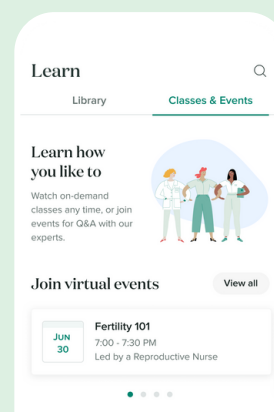 Learn
Library
Classes & Events
Learn how
you like to
Watch on-demand
classes any time, or join
events for Q&A with our
experts.
Join virtual events
View all
JUN
30
Fertility 101
7:00 - 7:30 PM
Led by a Reproductive Nurse